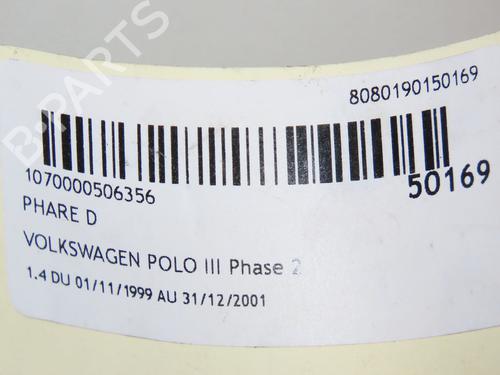 8080190150169
1070000506356
50169
PHARE D
VOLKSWAGEN POLO III Phase 2
1.4 DU 01/11/1999 AU 31/12/2001
B-PARTS